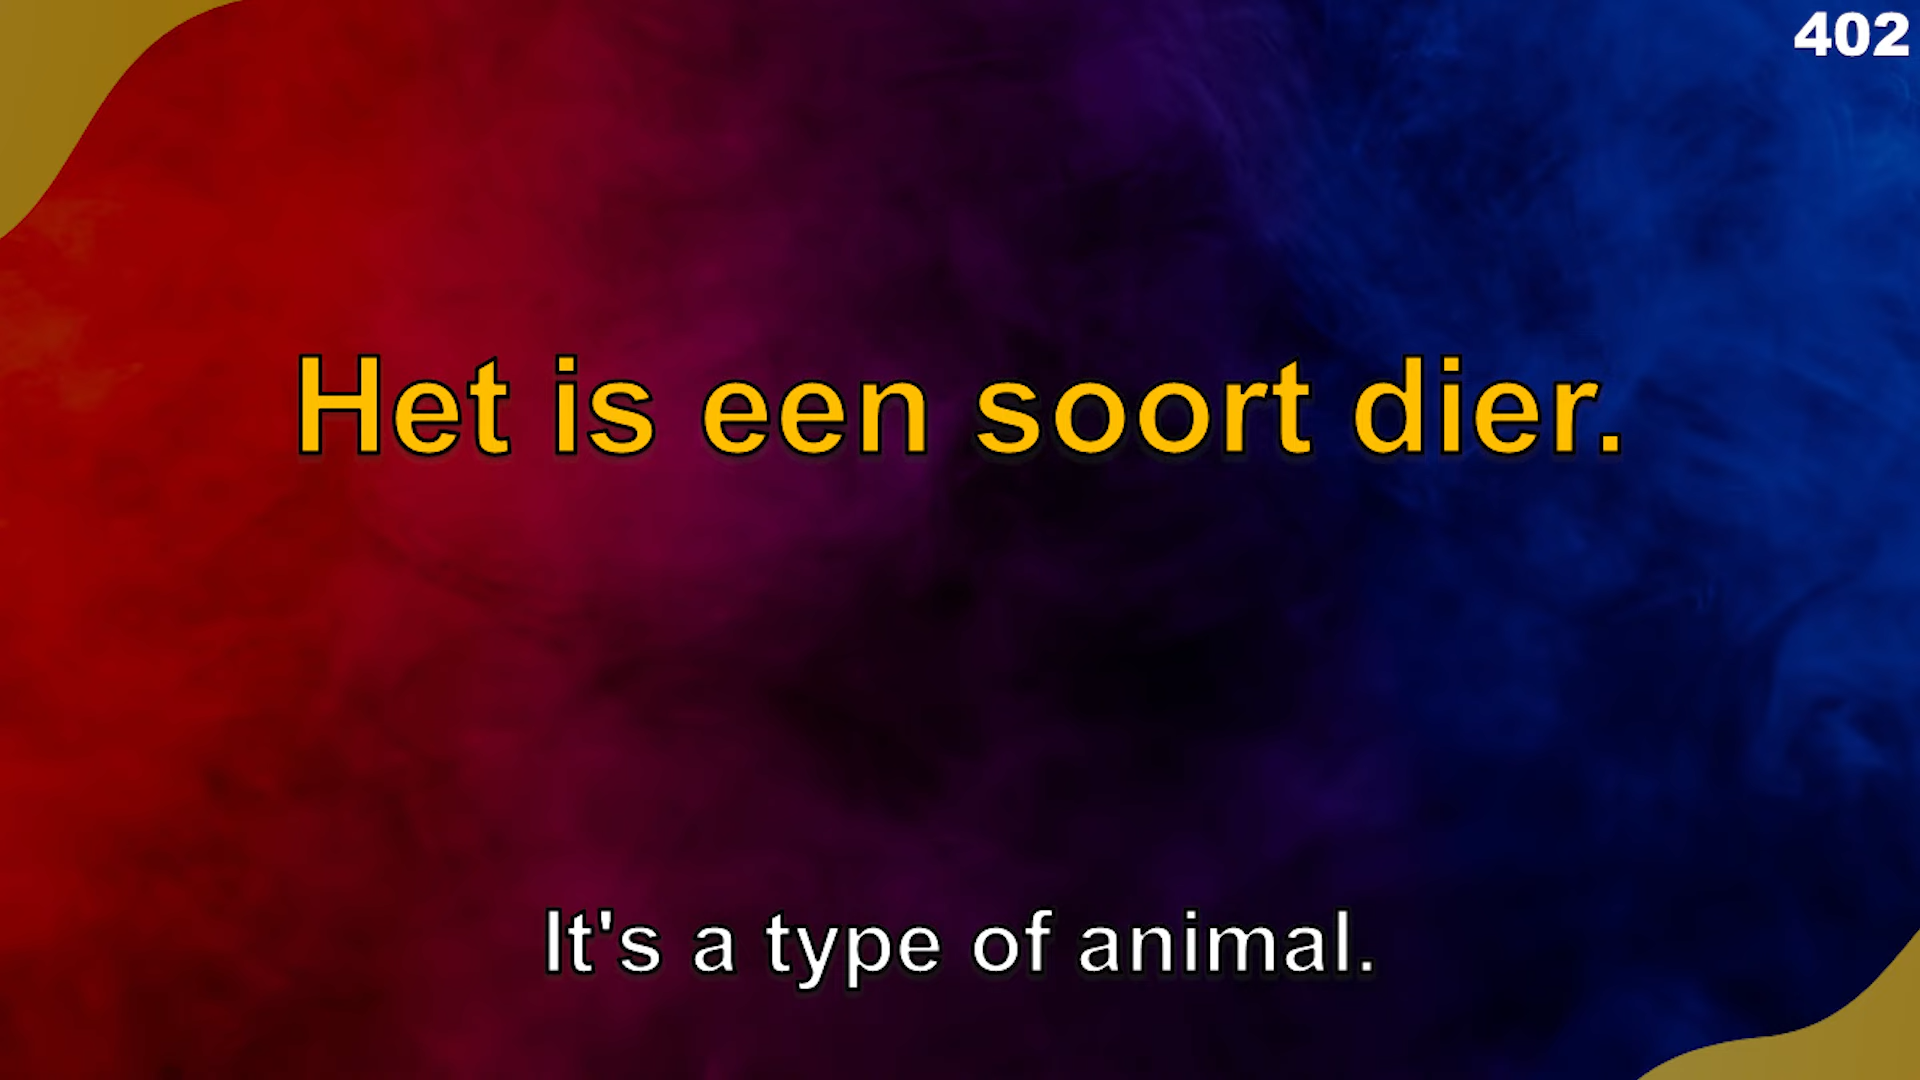 402
Het is een soort dier.
It's a type of animal.